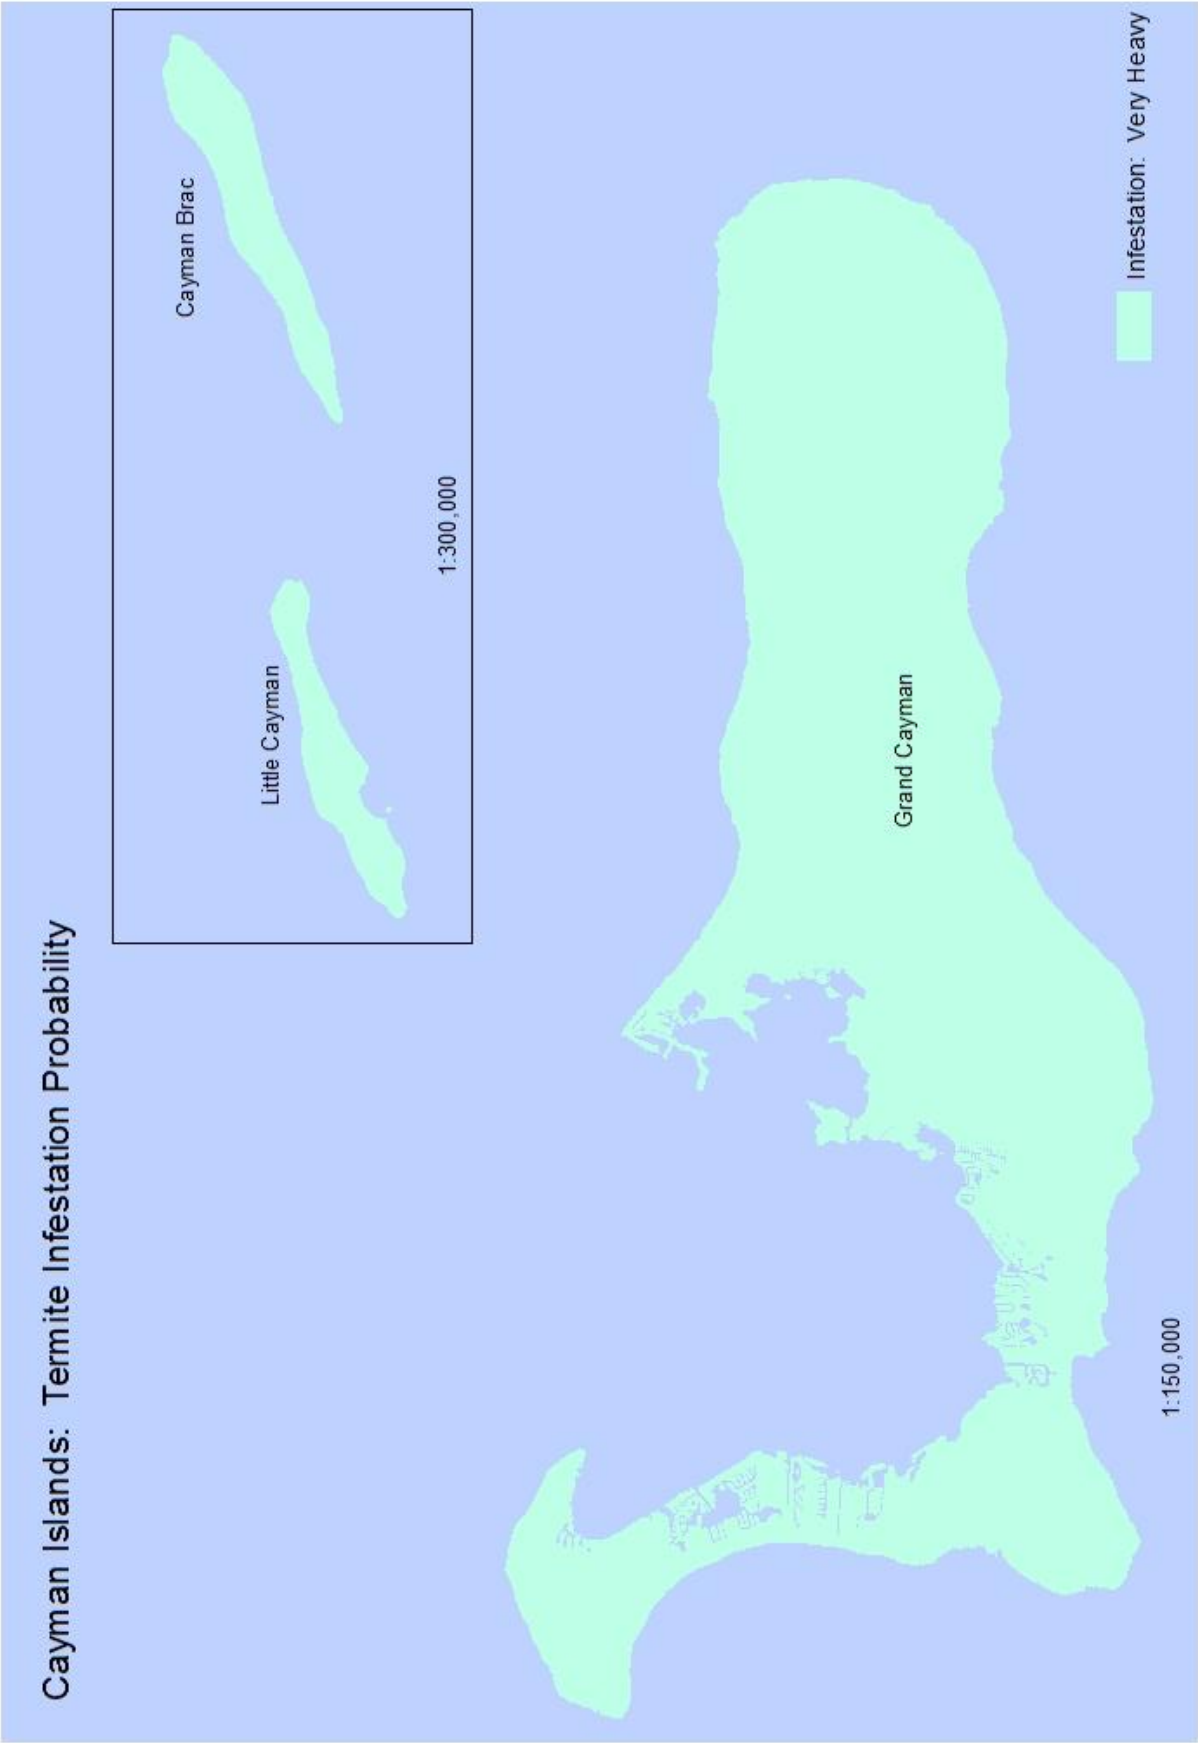 Cayman Islands:  Termite Infestation Probability
Cayman Brac
Little Cayman
1:300,000
Grand Cayman
1:150,000
Infestation:  Very Heavy